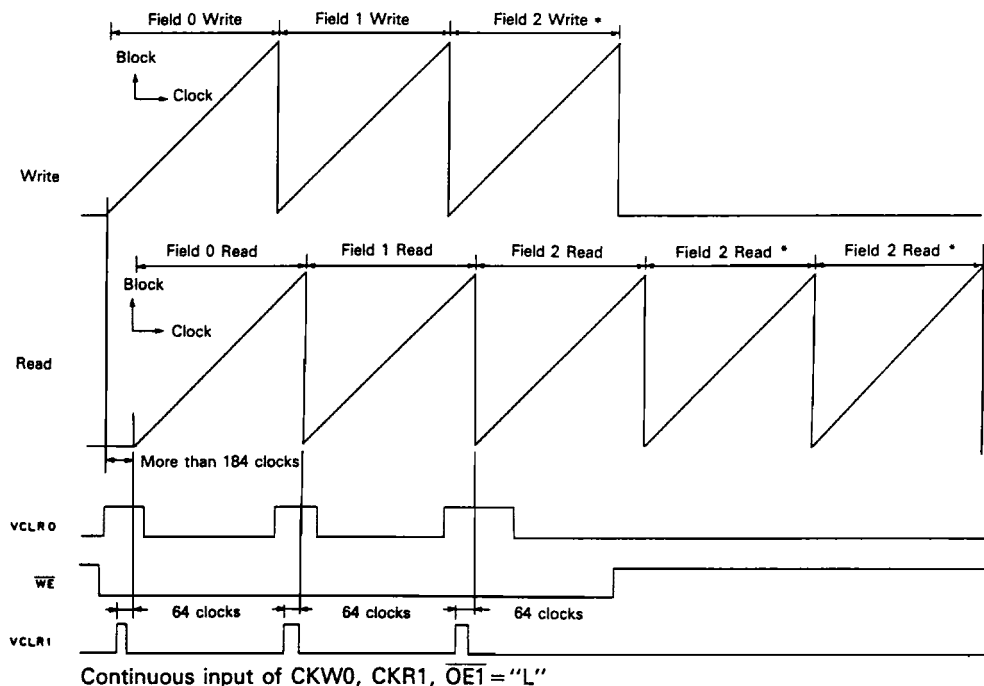 Field 0 Write Field 1 Write Field 2 Write *
Block
Clock
Write
Field 0 Read Field 1 Read Field 2 Read Field 2 Read * Field 2 Read *
Block
Clock
Read
More than 184 clocks
VCLR0
W̅E̅
64 clocks 64 clocks 64 clocks
VCLR1
Continuous input of CKW0, CKR1, O̅E̅1̅ = "L"